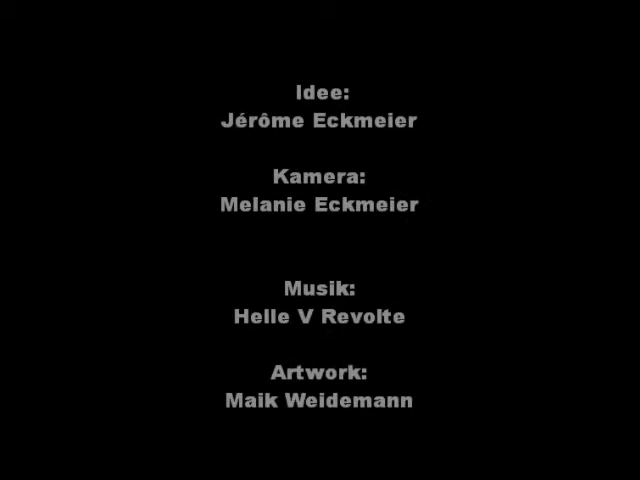 Idee:
Jérôme Eckmeier
Kamera:
Melanie Eckmeier
Musik:
Helle V Revolte
Artwork:
Maik Weidemann